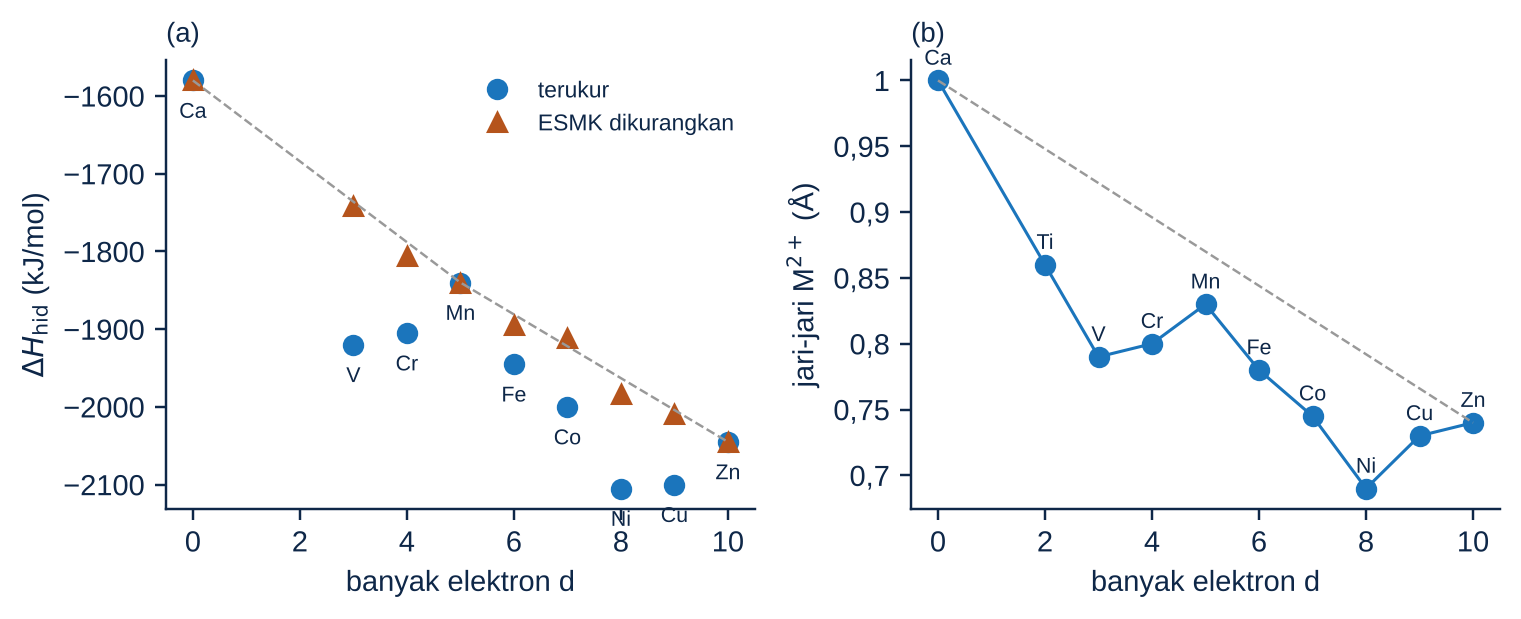 (a)
terukur
ESMK dikurangkan
−1600
−1700
−1800
−1900
−2000
−2100
ΔHhid (kJ/mol)
Ca
V
Cr
Mn
Fe
Co
Ni
Cu
Zn
0 2 4 6 8 10
banyak elektron d
(b)
1
0,95
0,9
0,85
0,8
0,75
0,7
jari-jari M²⁺ (Å)
Ca
Ti
V
Cr
Mn
Fe
Co
Ni
Cu
Zn
0 2 4 6 8 10
banyak elektron d